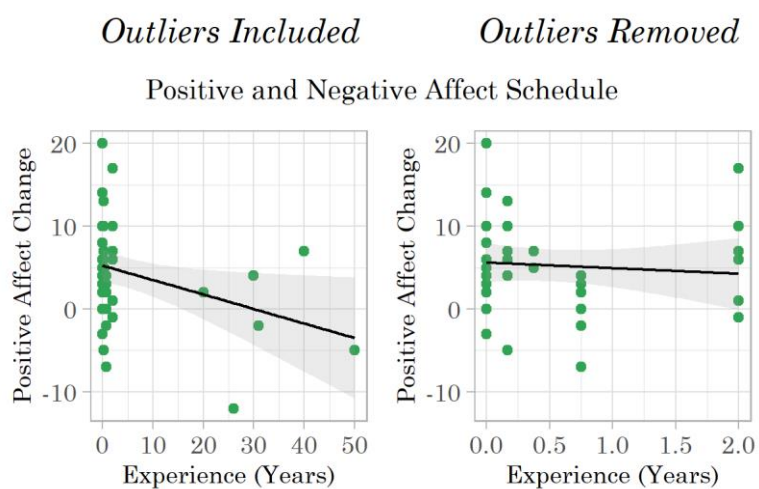 Outliers Included
Outliers Removed
Positive and Negative Affect Schedule
Positive Affect Change
20
10
0
-10
0 10 20 30 40 50
Experience (Years)
Positive Affect Change
20
10
0
-10
0.0 0.5 1.0 1.5 2.0
Experience (Years)